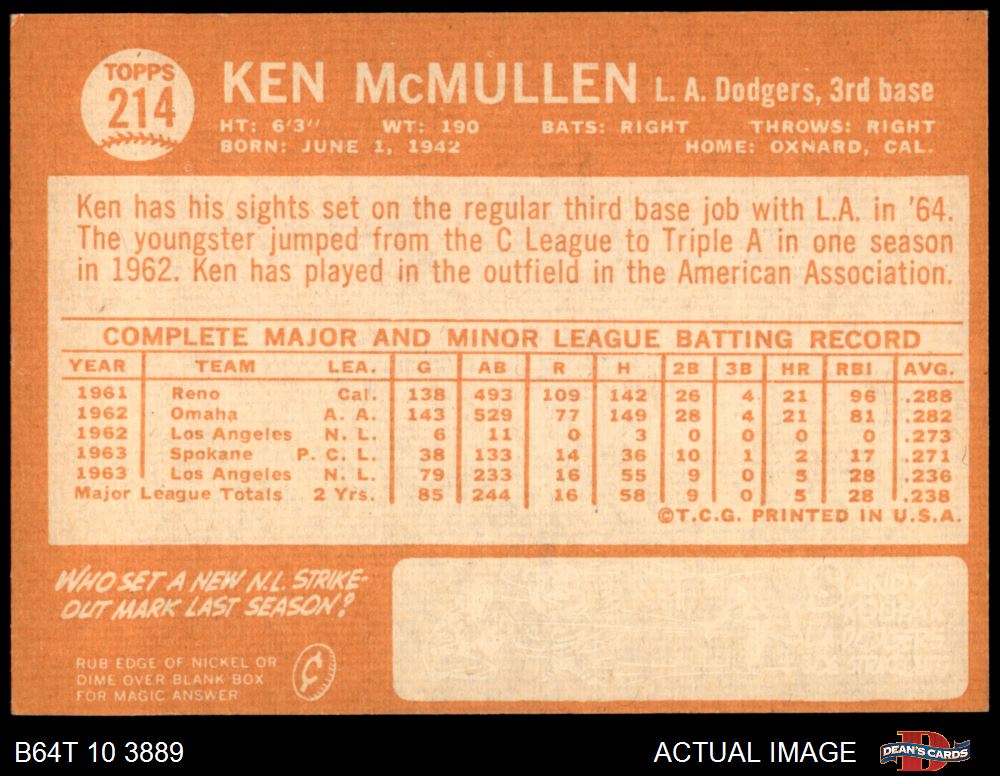 TOPPS
214
KEN McMULLEN L. A. Dodgers, 3rd base
HT: 6'3" WT: 190 BATS: RIGHT THROWS: RIGHT
BORN: JUNE 1, 1942 HOME: OXNARD, CAL.
Ken has his sights set on the regular third base job with L.A. in '64.
The youngster jumped from the C League to Triple A in one season
in 1962. Ken has played in the outfield in the American Association.
COMPLETE MAJOR AND MINOR LEAGUE BATTING RECORD
YEAR TEAM LEA. G AB R H 2B 3B HR RBI AVG.
1961 Reno Cal. 138 493 109 142 26 4 21 96 .288
1962 Omaha A. A. 143 529 77 149 28 4 21 81 .282
1962 Los Angeles N. L. 6 11 0 3 0 0 0 0 .273
1963 Spokane P. C. L. 38 133 14 36 10 1 2 17 .271
1963 Los Angeles N. L. 79 233 16 55 9 0 5 28 .236
Major League Totals 2 Yrs. 85 244 16 58 9 0 5 28 .238
©T.C.G. PRINTED IN U.S.A.
WHO SET A NEW N.L. STRIKE-
OUT MARK LAST SEASON?
RUB EDGE OF NICKEL OR
DIME OVER BLANK BOX
FOR MAGIC ANSWER
¢
SANDY
KOUFAX
B64T 10 3889 ACTUAL IMAGE DEAN'S CARDS